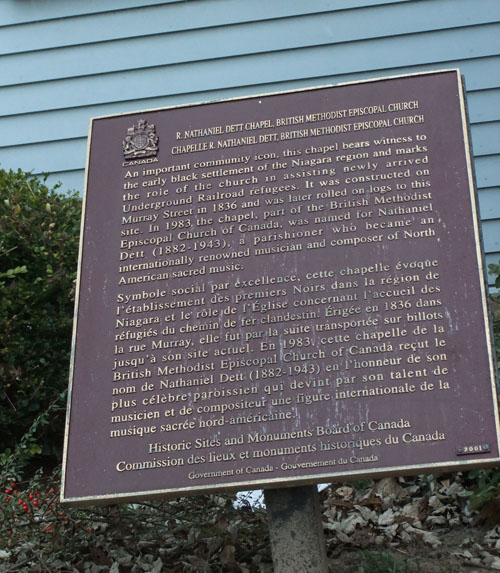 CANADA
R. NATHANIEL DETT CHAPEL, BRITISH METHODIST EPISCOPAL CHURCH
CHAPELLE R. NATHANIEL DETT, BRITISH METHODIST EPISCOPAL CHURCH
An important community icon, this chapel bears witness to
the early black settlement of the Niagara region and marks
the role of the church in assisting newly arrived
Underground Railroad refugees. It was constructed on
Murray Street in 1836 and was later rolled on logs to this
site. In 1983, the chapel, part of the British Methodist
Episcopal Church of Canada, was named for Nathaniel
Dett (1882-1943), a parishioner who became an
internationally renowned musician and composer of North
American sacred music.
Symbole social par excellence, cette chapelle évoque
l'établissement des premiers Noirs dans la région de
Niagara et le rôle de l'Église concernant l'accueil des
réfugiés du chemin de fer clandestin. Érigée en 1836 dans
la rue Murray, elle fut par la suite transportée sur billots
jusqu'à son site actuel. En 1983, cette chapelle de la
British Methodist Episcopal Church of Canada reçut le
nom de Nathaniel Dett (1882-1943) en l'honneur de son
plus célèbre paroissien qui devint par son talent de
musicien et de compositeur une figure internationale de la
musique sacrée nord-américaine.
Historic Sites and Monuments Board of Canada
Commission des lieux et monuments historiques du Canada
Government of Canada - Gouvernement du Canada
2001